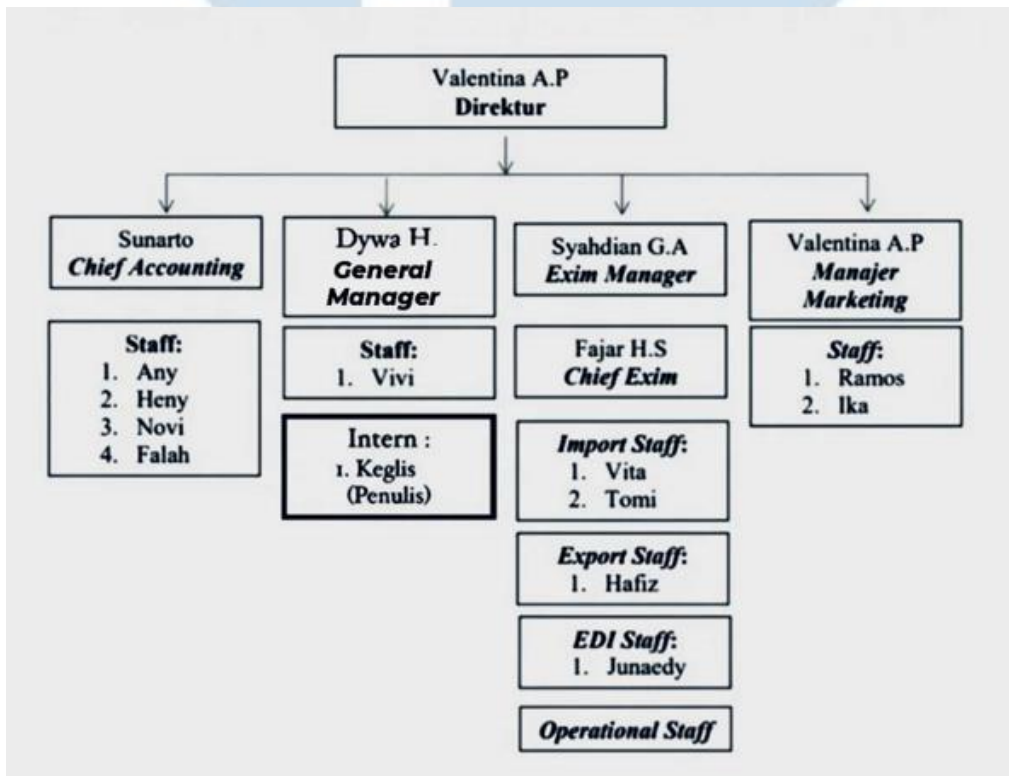 Valentina A.P
Direktur
Sunarto
Chief Accounting
Staff:
1. Any
2. Heny
3. Novi
4. Falah
Dywa H.
General
Manager
Staff:
1. Vivi
Intern :
1. Keglis
(Penulis)
Syahdian G.A
Exim Manager
Fajar H.S
Chief Exim
Import Staff:
1. Vita
2. Tomi
Export Staff:
1. Hafiz
EDI Staff:
1. Junaedy
Operational Staff
Valentina A.P
Manajer
Marketing
Staff:
1. Ramos
2. Ika